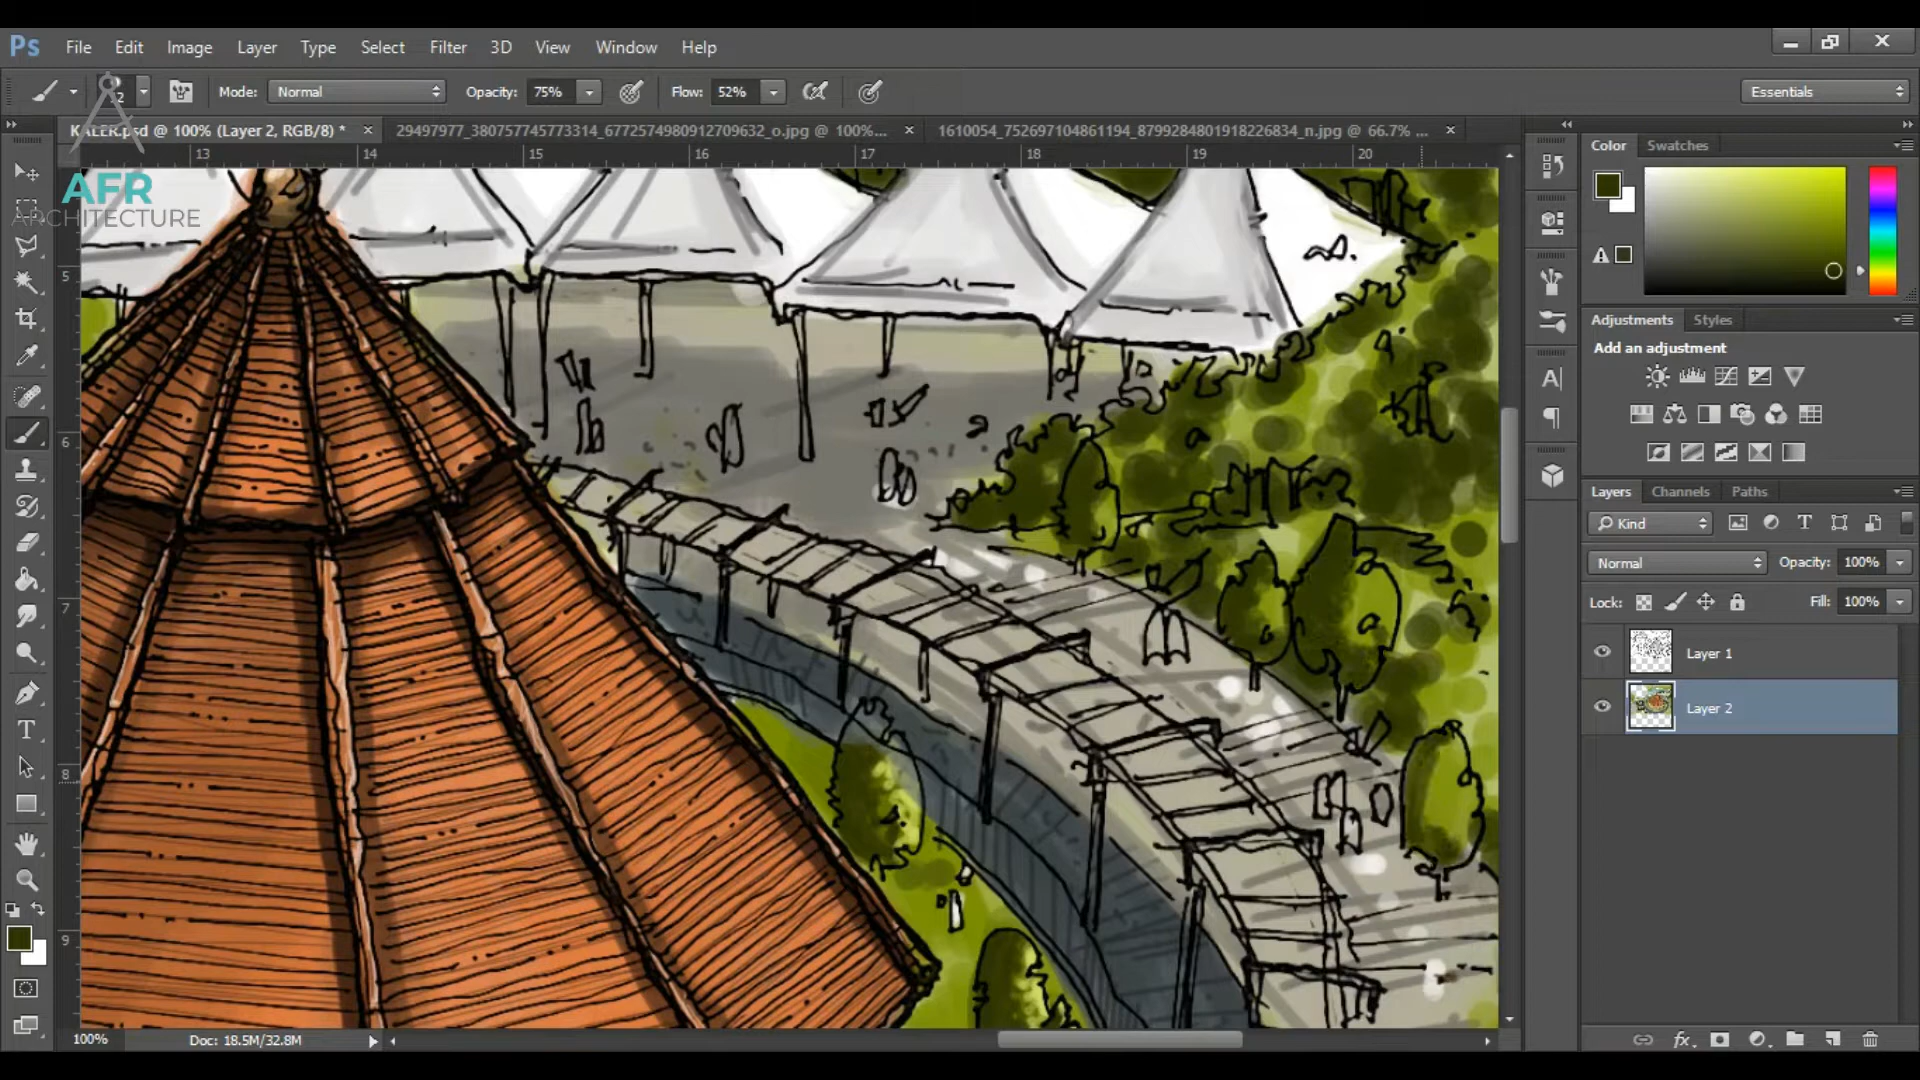 Ps File Edit Image Layer Type Select Filter 3D View Window Help
Mode: Normal Opacity: 75% Flow: 52% Essentials
KALER.psd @ 100% (Layer 2, RGB/8) * × 29497977_380757745773314_6772574980912709632_o.jpg @ 100%... × 1610054_752697104861194_8799284801918226834_n.jpg @ 66.7% ... ×
13 14 15 16 17 18 19 20
AFR
ARCHITECTURE
5
6
7
8
9
Color Swatches
Adjustments Styles
Add an adjustment
Layers Channels Paths
Kind
Normal Opacity: 100%
Lock: Fill: 100%
Layer 1
Layer 2
100% Doc: 18.5M/32.8M